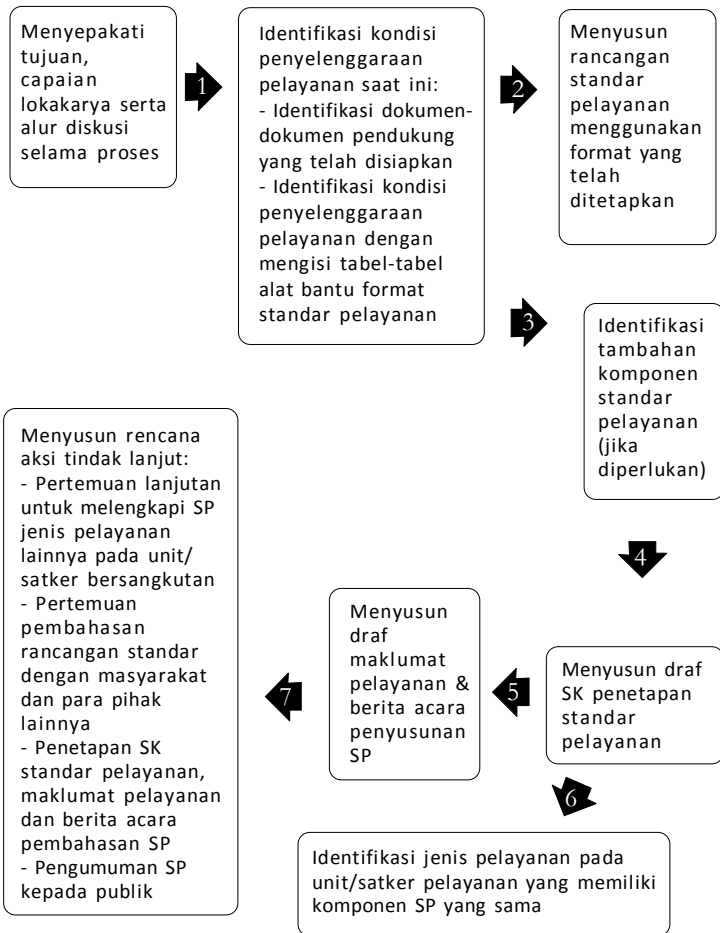 Menyepakati
tujuan,
capaian
lokakarya serta
alur diskusi
selama proses
1
Identifikasi kondisi
penyelenggaraan
pelayanan saat ini:
- Identifikasi dokumen-
dokumen pendukung
yang telah disiapkan
- Identifikasi kondisi
penyelenggaraan
pelayanan dengan
mengisi tabel-tabel
alat bantu format
standar pelayanan
2
Menyusun
rancangan
standar
pelayanan
menggunakan
format yang
telah
ditetapkan
3
Identifikasi
tambahan
komponen
standar
pelayanan
(jika
diperlukan)
4
Menyusun draf
SK penetapan
standar
pelayanan
5
Menyusun
draf
maklumat
pelayanan &
berita acara
penyusunan
SP
6
Identifikasi jenis pelayanan pada
unit/satker pelayanan yang memiliki
komponen SP yang sama
7
Menyusun rencana
aksi tindak lanjut:
- Pertemuan lanjutan
untuk melengkapi SP
jenis pelayanan
lainnya pada unit/
satker bersangkutan
- Pertemuan
pembahasan
rancangan standar
dengan masyarakat
dan para pihak
lainnya
- Penetapan SK
standar pelayanan,
maklumat pelayanan
dan berita acara
pembahasan SP
- Pengumuman SP
kepada publik